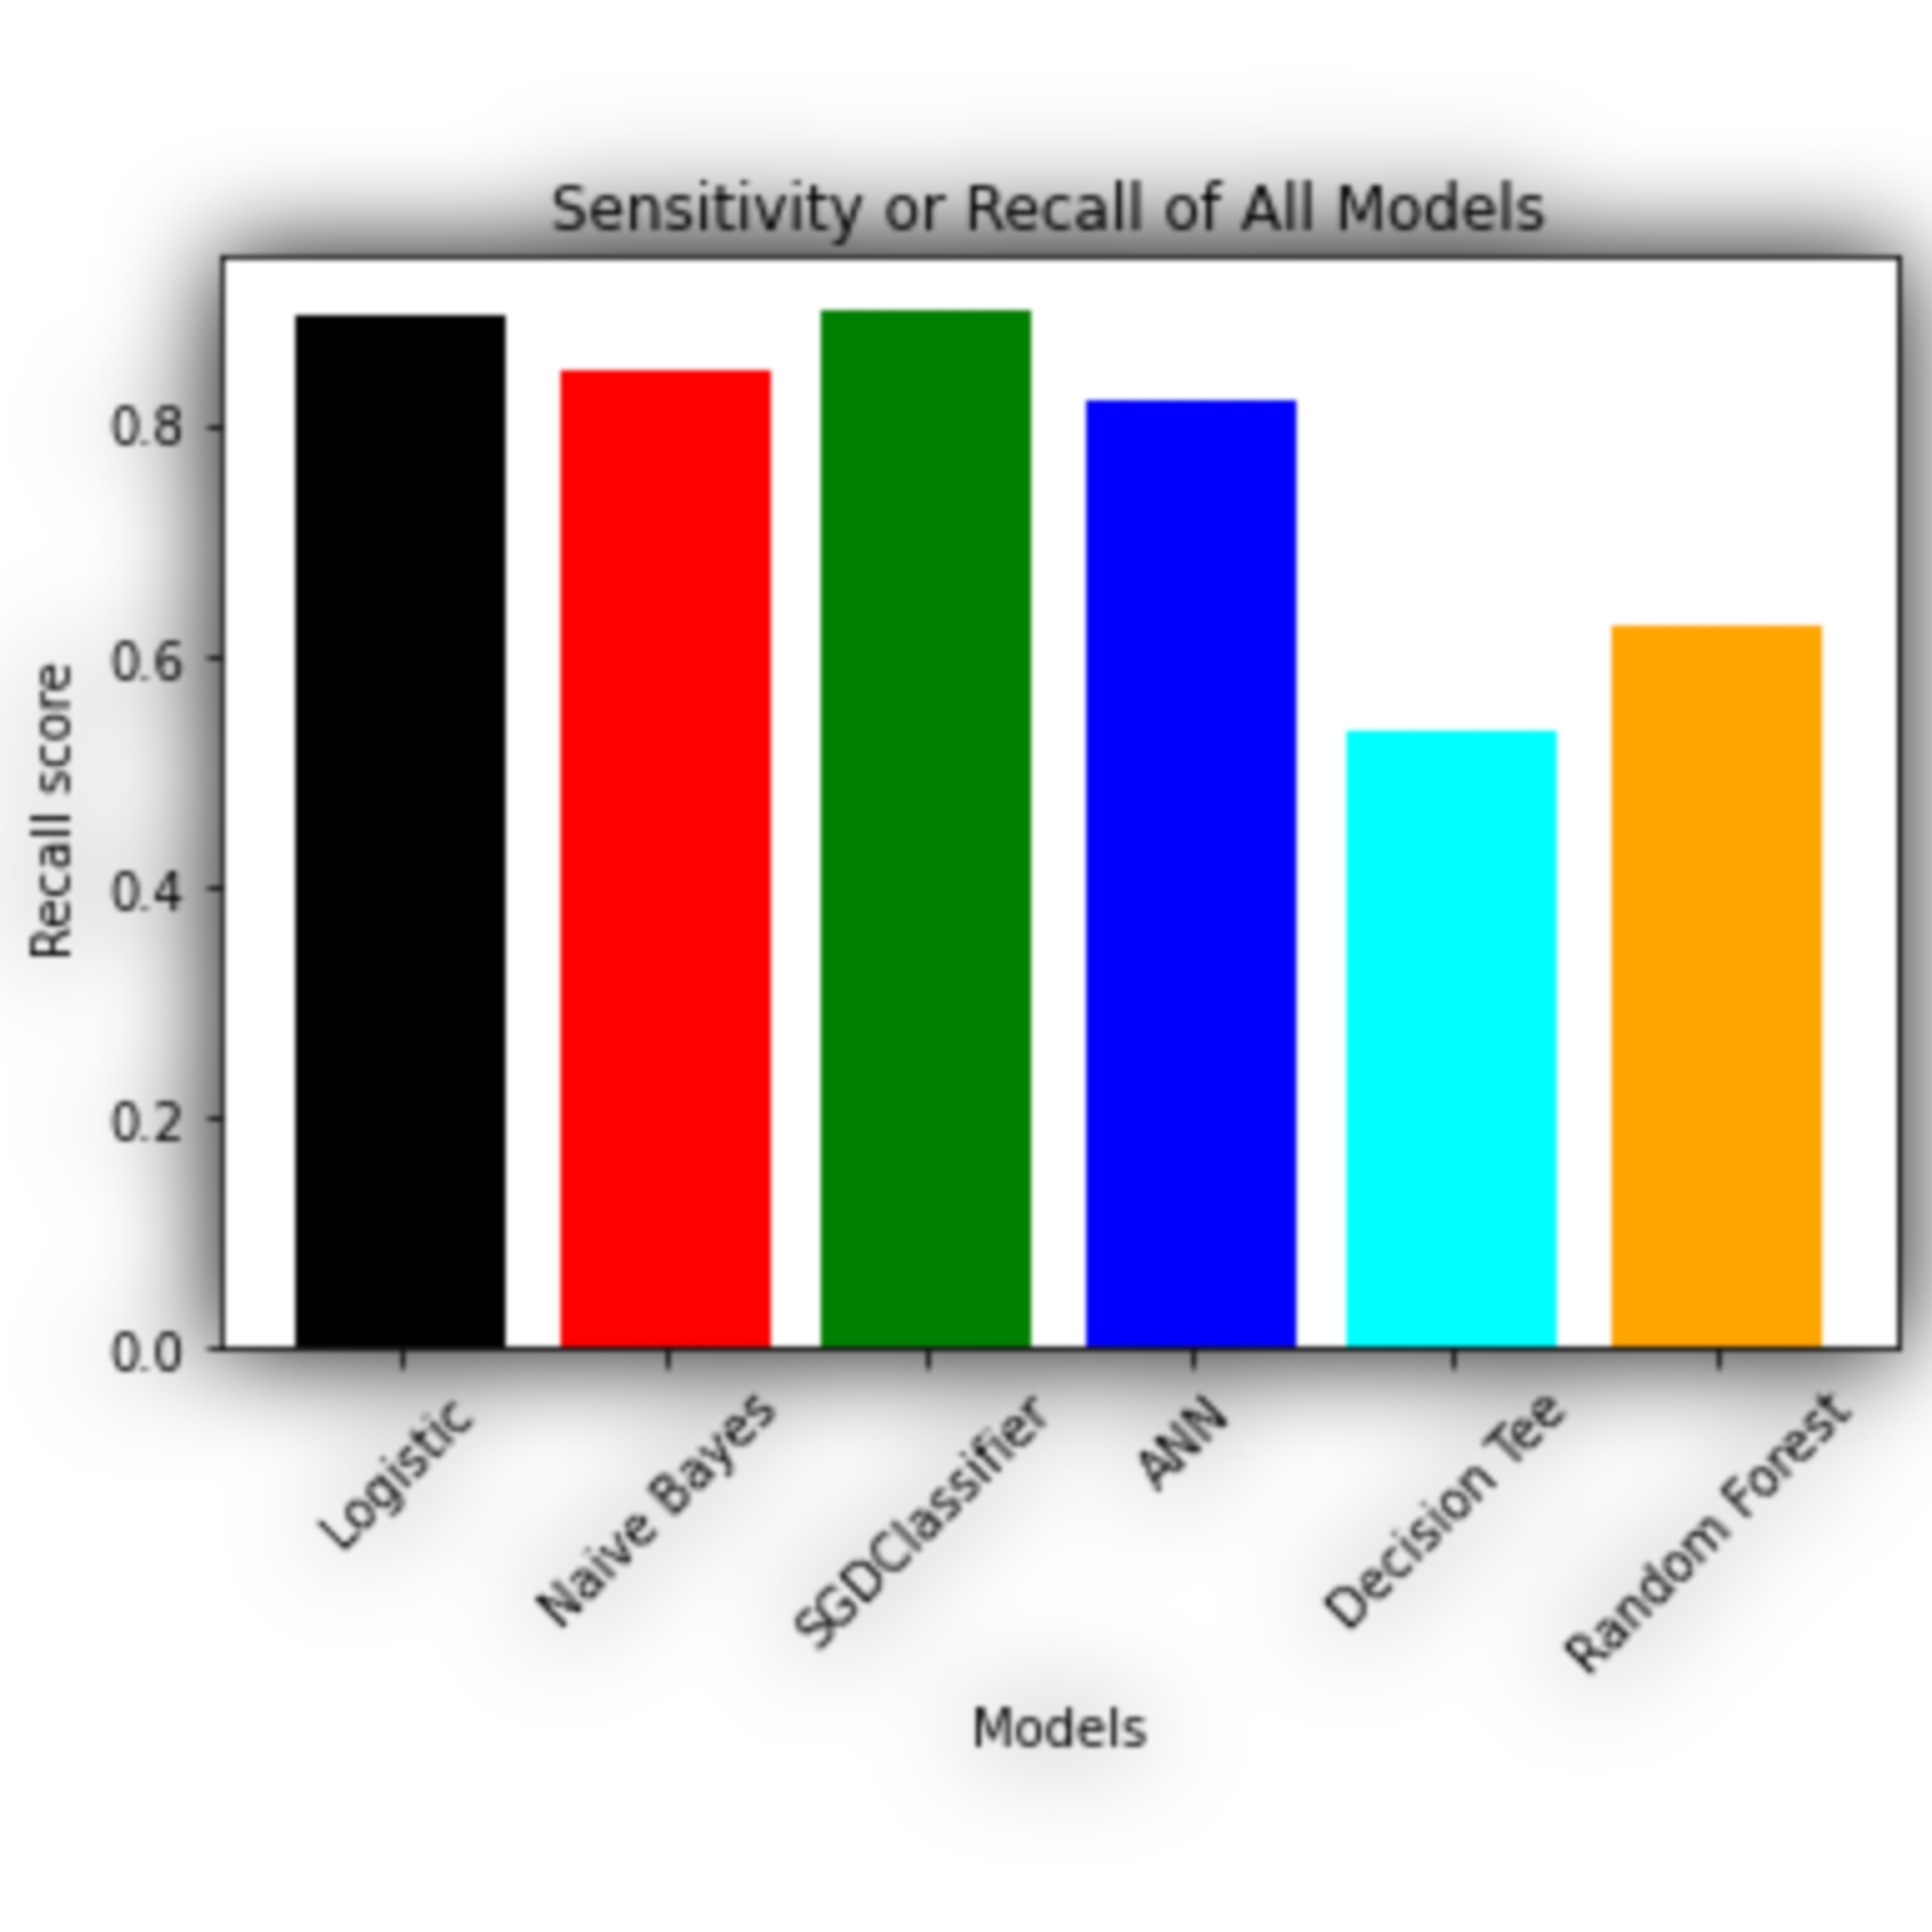 Sensitivity or Recall of All Models
Recall score
0.8
0.6
0.4
0.2
0.0
Logistic
Naive Bayes
SGDClassifier
ANN
Decision Tee
Random Forest
Models